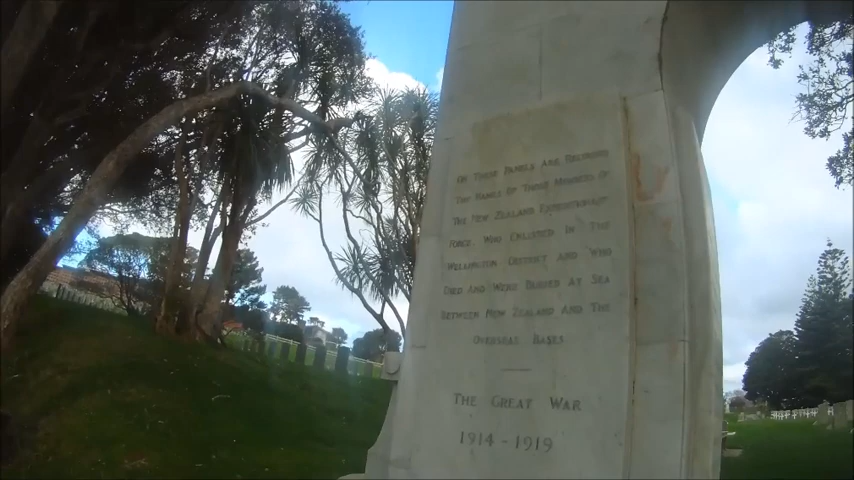 On These Panels Are Recorded
The Names Of Those Members Of
The New Zealand Expeditionary
Force Who Enlisted In The
Wellington District And Who
Died And Were Buried At Sea
Between New Zealand And The
Overseas Bases
The Great War
1914 - 1919